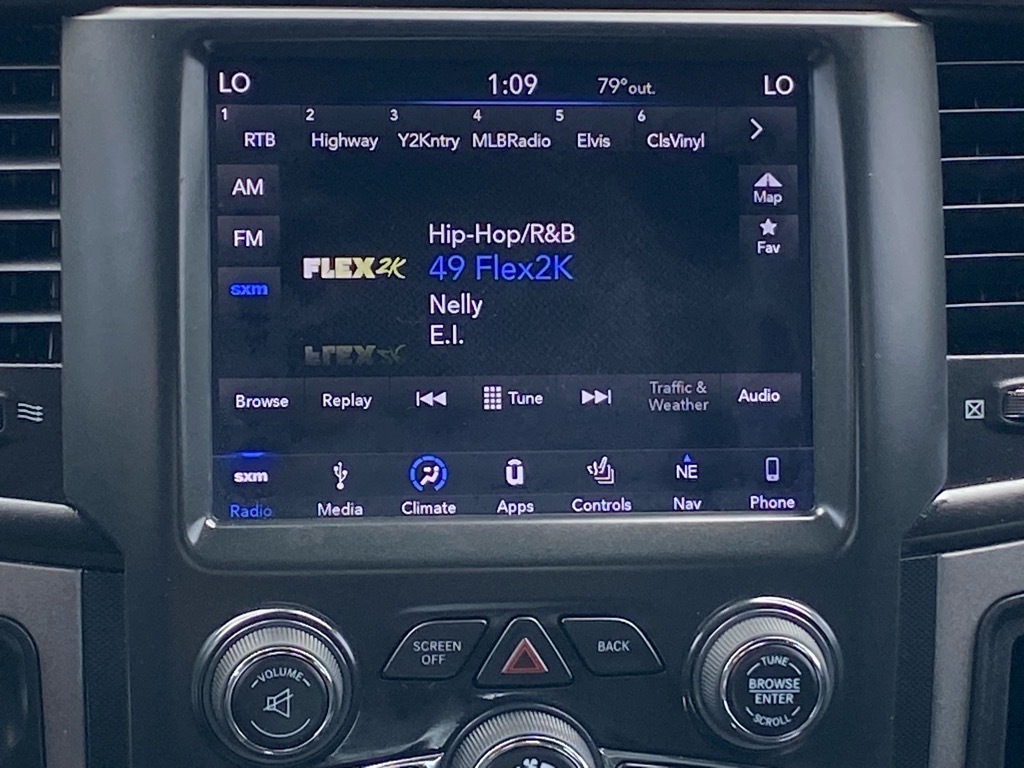 LO 1:09 79°out. LO
1 2 3 4 5 6
RTB Highway Y2Kntry MLBRadio Elvis ClsVinyl
AM
Map
FM
Fav
sxm
Hip-Hop/R&B
FLEX2K
49 Flex2K
Nelly
E.I.
Browse Replay Tune Traffic & Weather Audio
sxm NE
Radio Media Climate Apps Controls Nav Phone
SCREEN
OFF
BACK
VOLUME
TUNE
BROWSE
ENTER
SCROLL